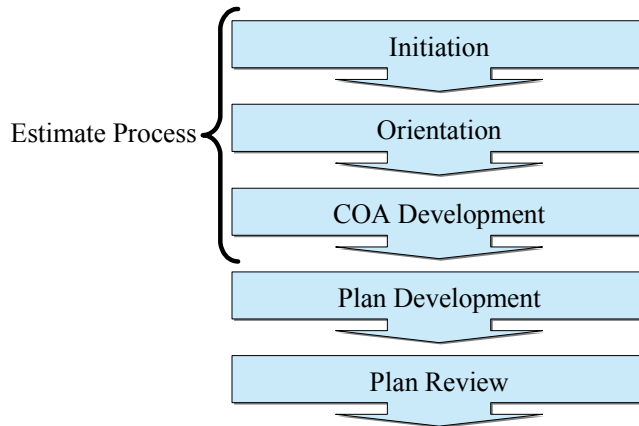 Initiation
Estimate Process
Orientation
COA Development
Plan Development
Plan Review